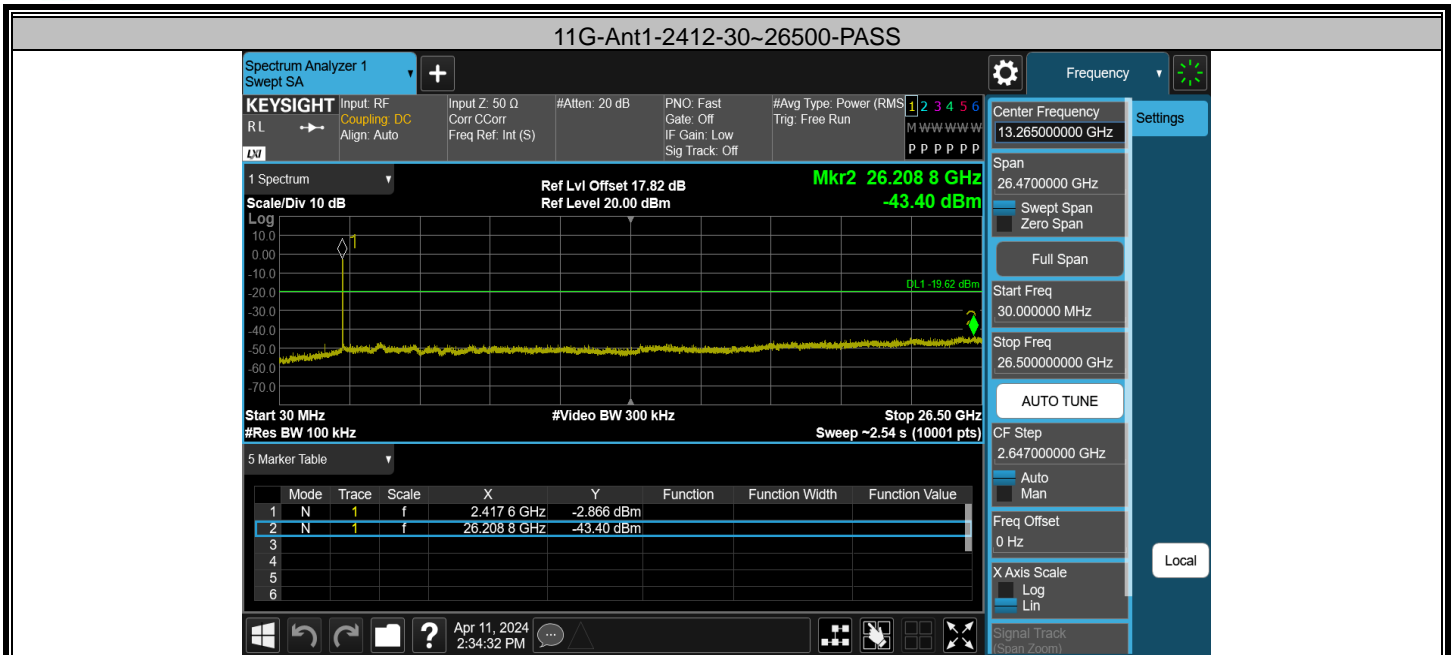 11G-Ant1-2412-30~26500-PASS
Spectrum Analyzer 1
Swept SA
+
Frequency
KEYSIGHT
RL
LXI
Input: RF
Coupling: DC
Align: Auto
Input Z: 50 Ω
Corr CCorr
Freq Ref: Int (S)
#Atten: 20 dB
PNO: Fast
Gate: Off
IF Gain: Low
Sig Track: Off
#Avg Type: Power (RMS
Trig: Free Run
1 2 3 4 5 6
M W W W W W
P P P P P P
1 Spectrum
Scale/Div 10 dB
Ref Lvl Offset 17.82 dB
Ref Level 20.00 dBm
Mkr2 26.208 8 GHz
-43.40 dBm
Log
10.0
0.00
-10.0
-20.0
-30.0
-40.0
-50.0
-60.0
-70.0
1
DL1 -19.62 dBm
2
Start 30 MHz
#Res BW 100 kHz
#Video BW 300 kHz
Stop 26.50 GHz
Sweep ~2.54 s (10001 pts)
5 Marker Table
Mode Trace Scale X Y Function Function Width Function Value
1 N 1 f 2.417 6 GHz -2.866 dBm
2 N 1 f 26.208 8 GHz -43.40 dBm
3
4
5
6
?
Apr 11, 2024
2:34:32 PM
Center Frequency
13.265000000 GHz
Span
26.4700000 GHz
Swept Span
Zero Span
Full Span
Start Freq
30.000000 MHz
Stop Freq
26.500000000 GHz
AUTO TUNE
CF Step
2.647000000 GHz
Auto
Man
Freq Offset
0 Hz
X Axis Scale
Log
Lin
Signal Track
(Span Zoom)
Settings
Local